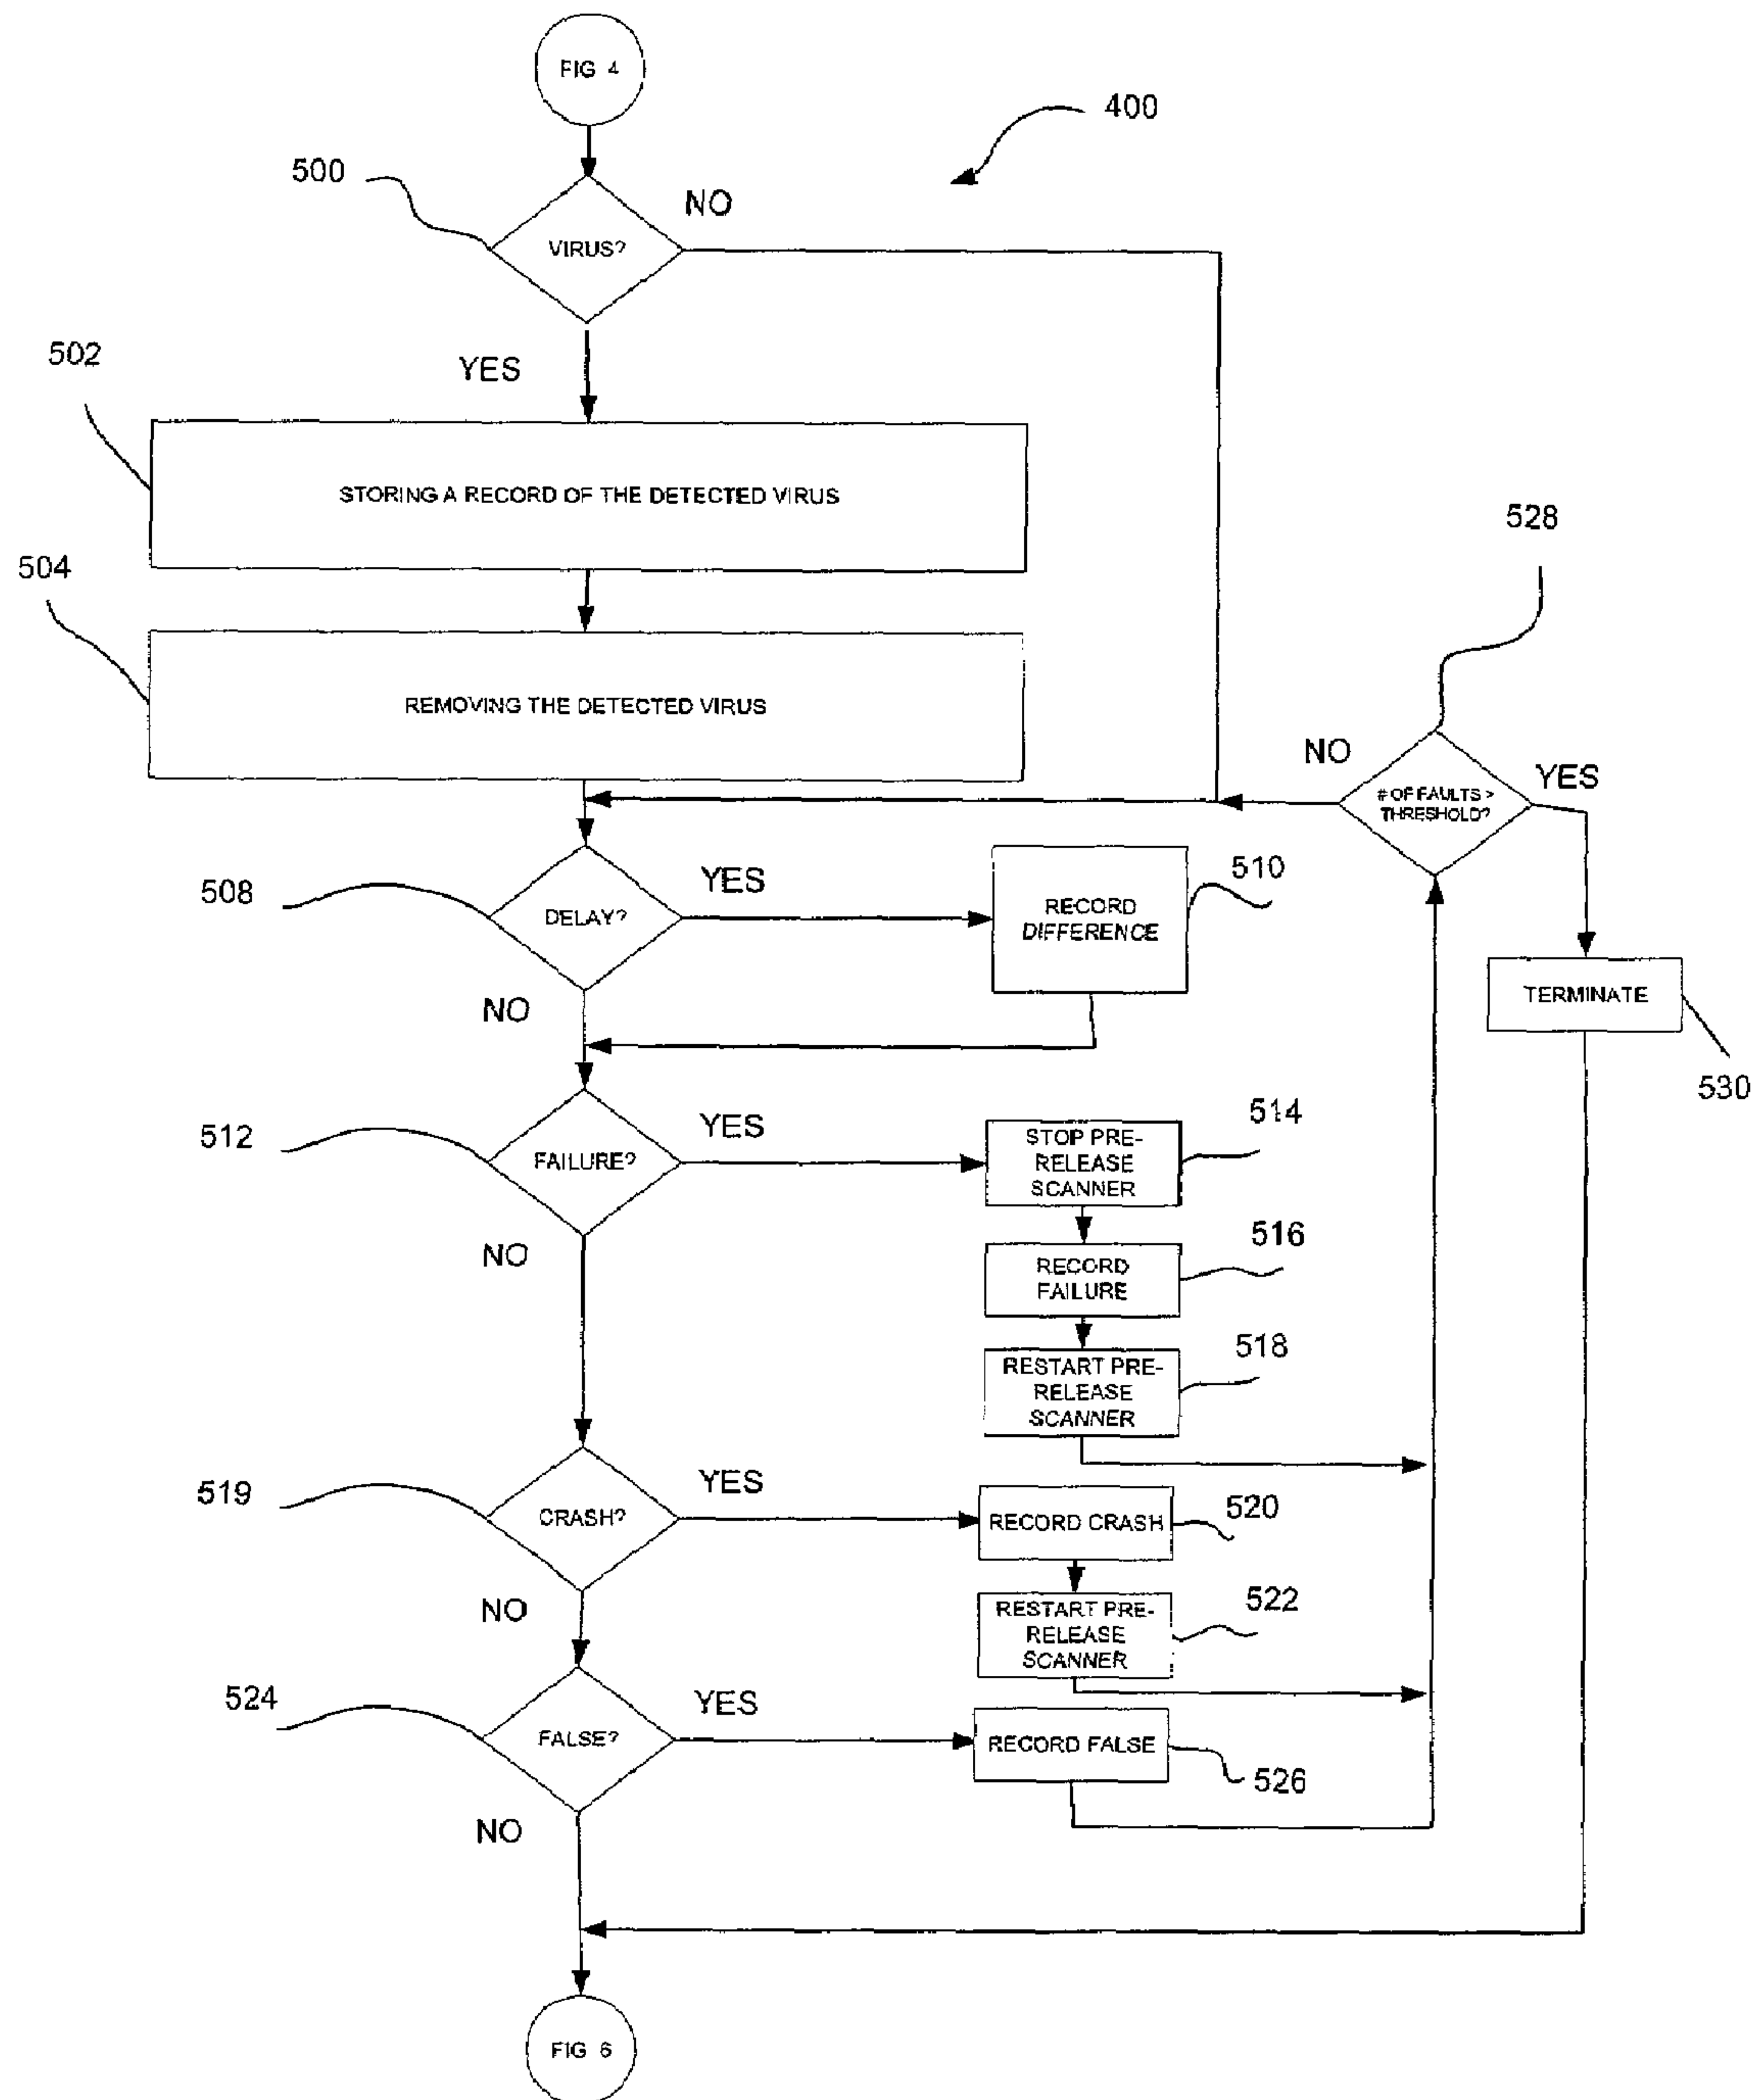 FIG 4
400
500
VIRUS?
NO
YES
502
STORING A RECORD OF THE DETECTED VIRUS
504
REMOVING THE DETECTED VIRUS
528
NO
# OF FAULTS >
THRESHOLD?
YES
508
DELAY?
YES
RECORD
DIFFERENCE
510
NO
TERMINATE
530
512
FAILURE?
YES
STOP PRE-
RELEASE
SCANNER
514
NO
RECORD
FAILURE
516
RESTART PRE-
RELEASE
SCANNER
518
519
CRASH?
YES
RECORD CRASH
520
NO
RESTART PRE-
RELEASE
SCANNER
522
524
FALSE?
YES
RECORD FALSE
526
NO
FIG 6